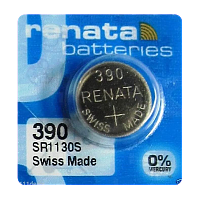 renata
batteries
390
RENATA
SWISS
MADE
390
SR1130S
Swiss Made
0%
MERCURY